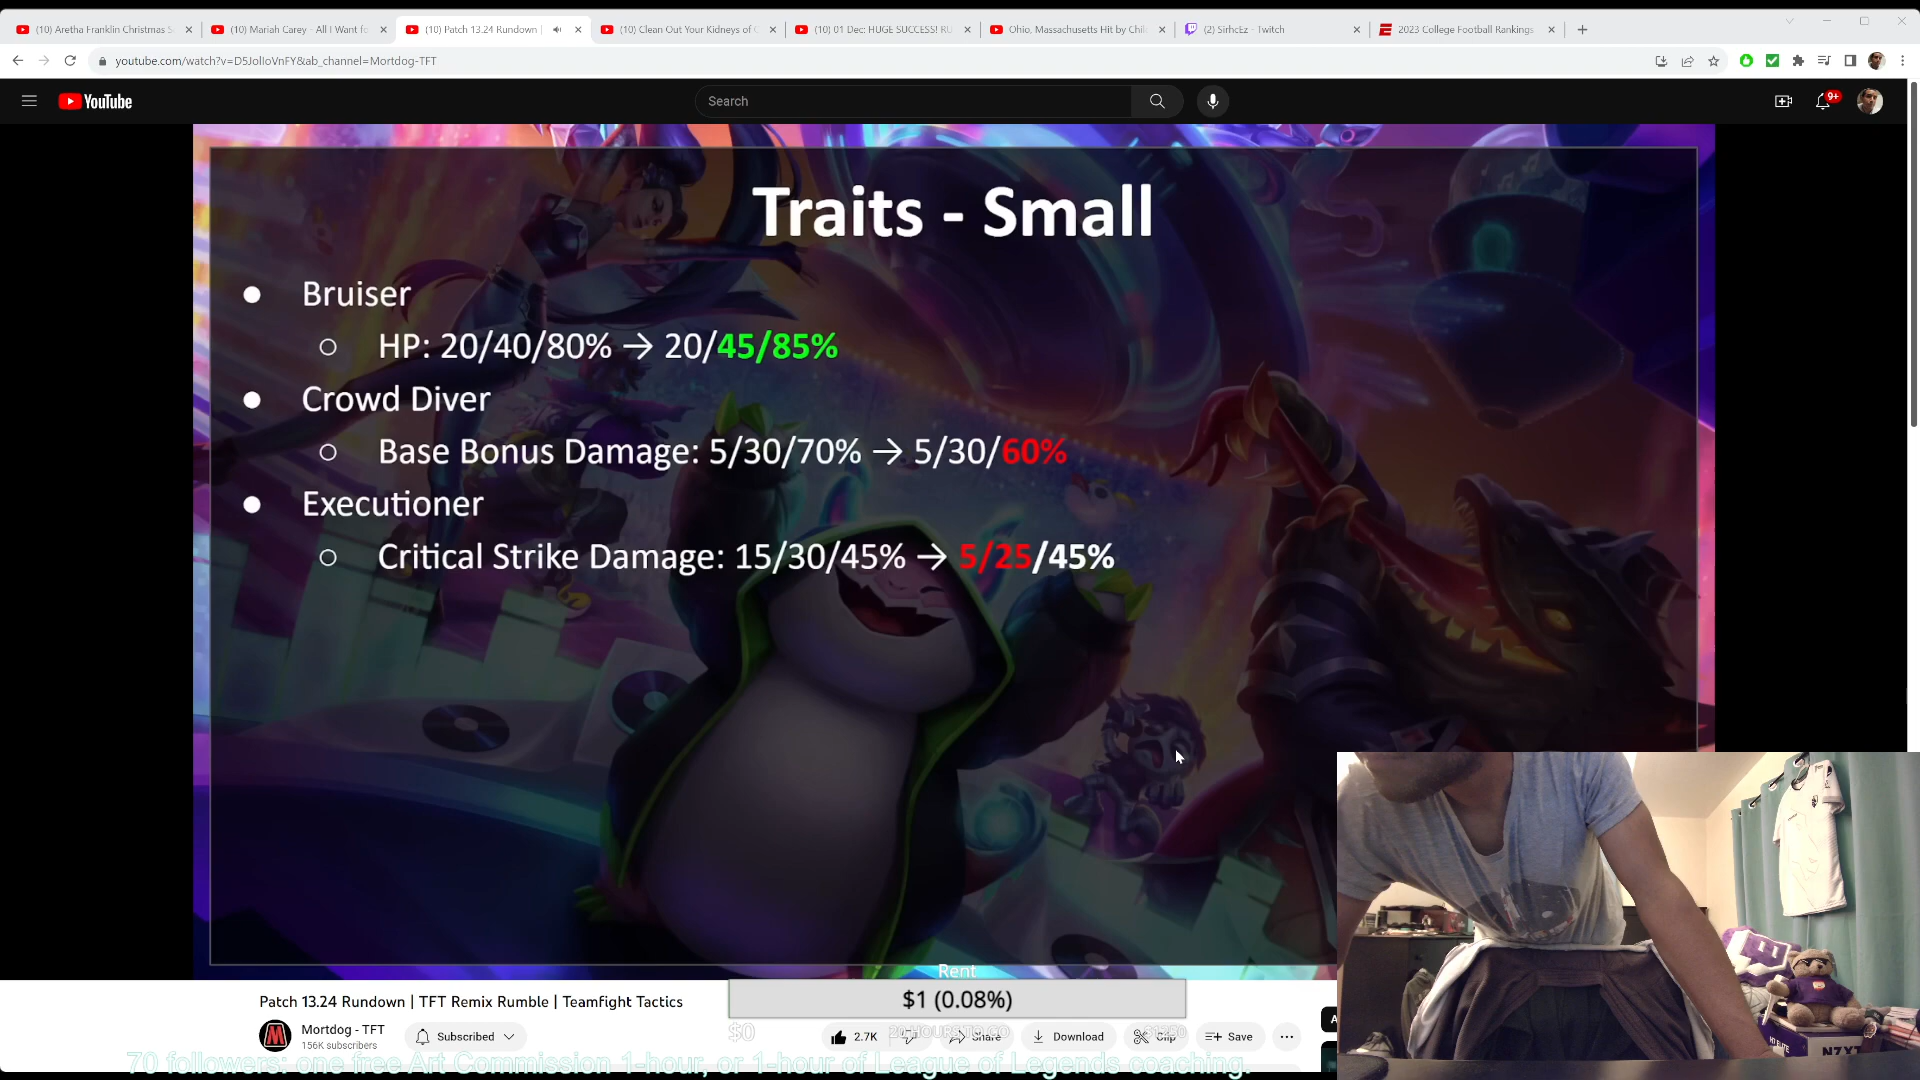 (10) Aretha Franklin Christmas S
(10) Mariah Carey - All I Want fo
(10) Patch 13.24 Rundown |
(10) Clean Out Your Kidneys of
(10) 01 Dec: HUGE SUCCESS! RU
Ohio, Massachusetts Hit by Chil
(2) SirhcEz - Twitch
2023 College Football Rankings
youtube.com/watch?v=D5JoIIoVnFY&ab_channel=Mortdog-TFT
YouTube
Search
9+
Traits - Small
Bruiser
HP: 20/40/80% → 20/45/85%
Crowd Diver
Base Bonus Damage: 5/30/70% → 5/30/60%
Executioner
Critical Strike Damage: 15/30/45% → 5/25/45%
Rent
$1 (0.08%)
$0
$1250
Patch 13.24 Rundown | TFT Remix Rumble | Teamfight Tactics
Mortdog - TFT
156K subscribers
Subscribed
2.7K
Share
Download
Clip
Save
70 followers: one free Art Commission 1-hour, or 1-hour of League of Legends coaching.
NZXT